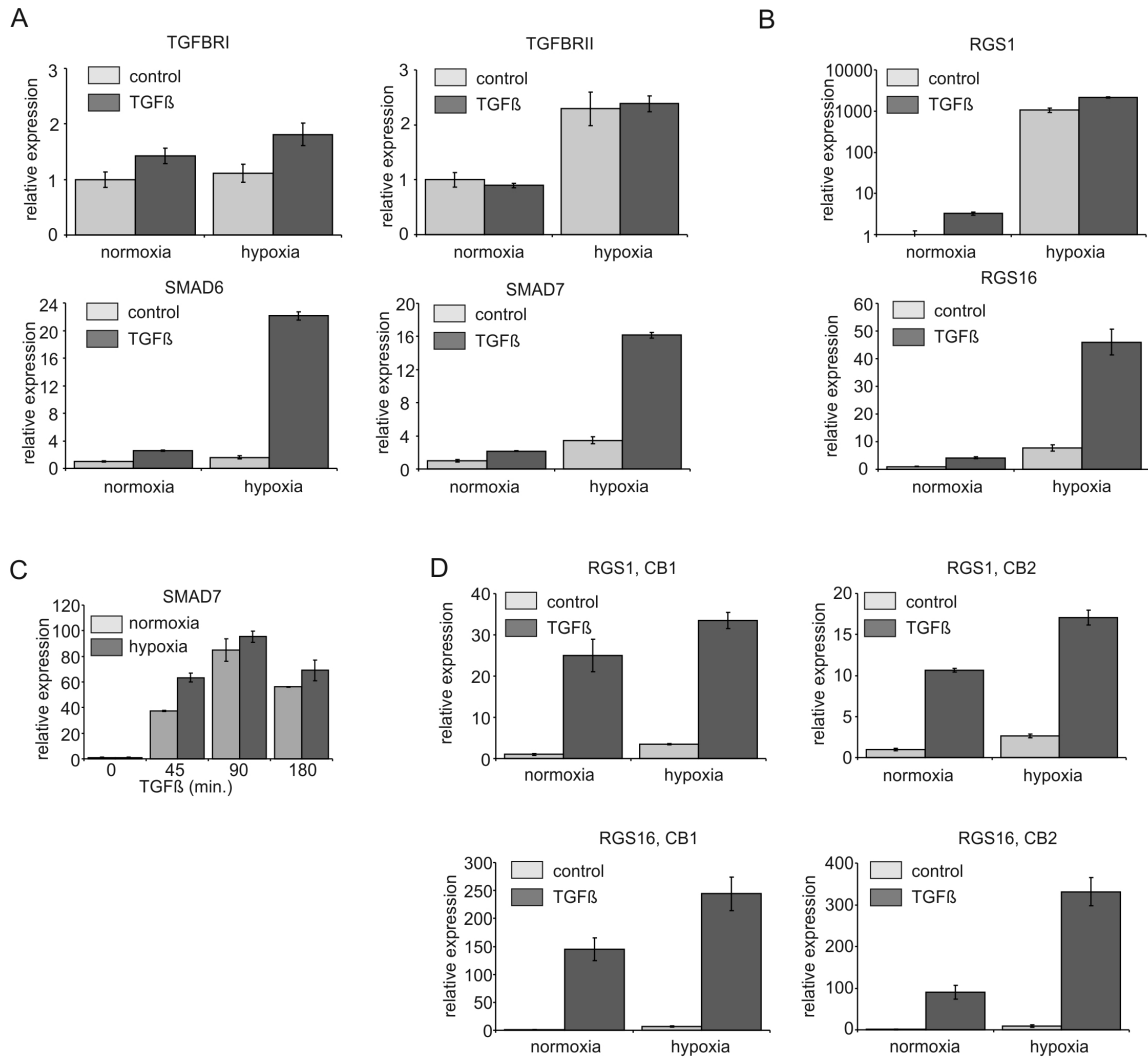 A
TGFBRI
relative expression
3
2
1
0
control
TGFß
normoxia
hypoxia
TGFBRII
relative expression
3
2
1
0
control
TGFß
normoxia
hypoxia
B
RGS1
relative expression
10000
1000
100
10
1
control
TGFß
normoxia
hypoxia
SMAD6
relative expression
24
20
16
12
8
4
0
control
TGFß
normoxia
hypoxia
SMAD7
relative expression
20
16
12
8
4
0
control
TGFß
normoxia
hypoxia
RGS16
relative expression
60
50
40
30
20
10
0
control
TGFß
normoxia
hypoxia
C
SMAD7
relative expression
120
100
80
60
40
20
0
normoxia
hypoxia
0 45 90 180
TGFß (min.)
D
RGS1, CB1
relative expression
40
30
20
10
0
control
TGFß
normoxia
hypoxia
RGS1, CB2
relative expression
20
15
10
5
0
control
TGFß
normoxia
hypoxia
RGS16, CB1
relative expression
300
250
200
150
100
50
0
control
TGFß
normoxia
hypoxia
RGS16, CB2
relative expression
400
300
200
100
0
control
TGFß
normoxia
hypoxia